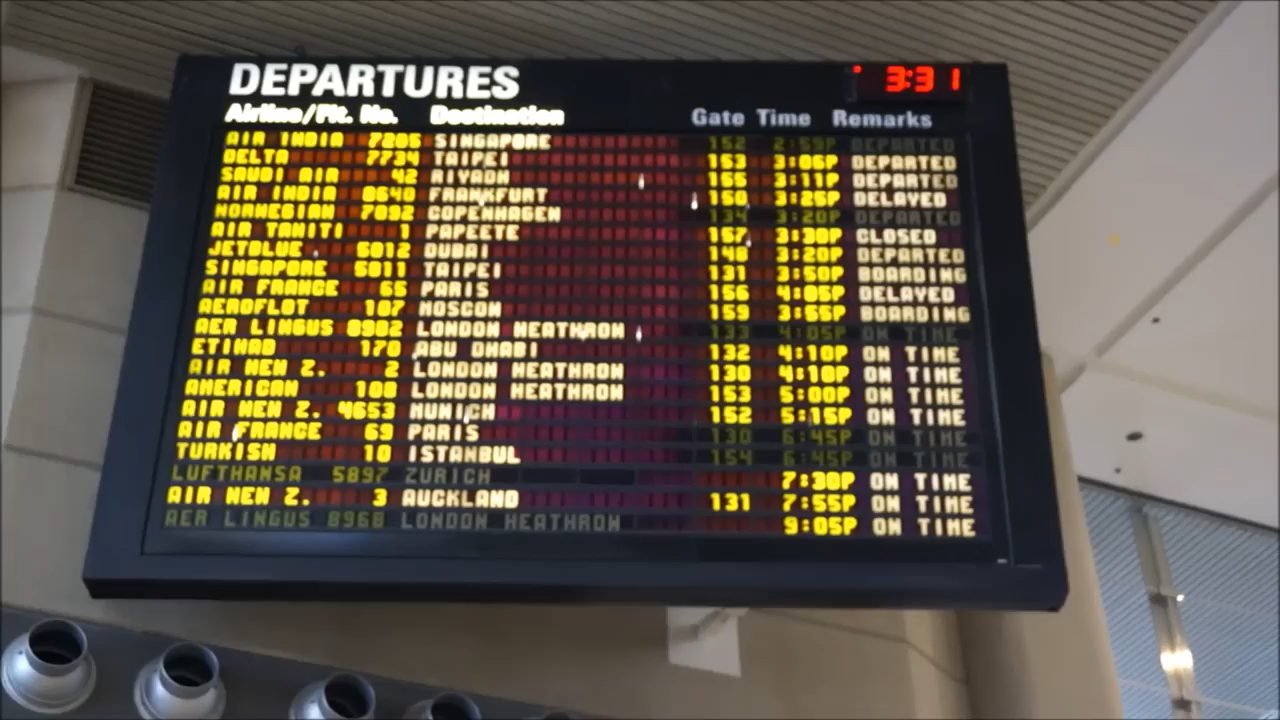 DEPARTURES 3:31
Airline/Flt. No. Destination Gate Time Remarks
AIR INDIA 7205 SINGAPORE 152 2:59P DEPARTED
DELTA 7734 TAIPEI 153 3:06P DEPARTED
SAUDI AIR 42 RIYADH 155 3:11P DEPARTED
AIR INDIA 8640 FRANKFURT 150 3:25P DELAYED
NORWEGIAN 7092 COPENHAGEN 134 3:20P DEPARTED
AIR TAHITI 1 PAPEETE 157 3:30P CLOSED
JETBLUE 6012 DUBAI 148 3:20P DEPARTED
SINGAPORE 5011 TAIPEI 131 3:50P BOARDING
AIR FRANCE 65 PARIS 156 4:05P DELAYED
AEROFLOT 107 MOSCOW 159 3:55P BOARDING
AER LINGUS 8982 LONDON HEATHROW 133 4:05P ON TIME
ETIHAD 170 ABU DHABI 132 4:10P ON TIME
AIR NEW Z. 2 LONDON HEATHROW 130 4:10P ON TIME
AMERICAN 108 LONDON HEATHROW 153 5:00P ON TIME
AIR NEW Z. 4653 MUNICH 152 5:15P ON TIME
AIR FRANCE 69 PARIS 130 6:45P ON TIME
TURKISH 10 ISTANBUL 154 6:45P ON TIME
LUFTHANSA 5897 ZURICH 7:30P ON TIME
AIR NEW Z. 3 AUCKLAND 131 7:55P ON TIME
AER LINGUS 8968 LONDON HEATHROW 9:05P ON TIME